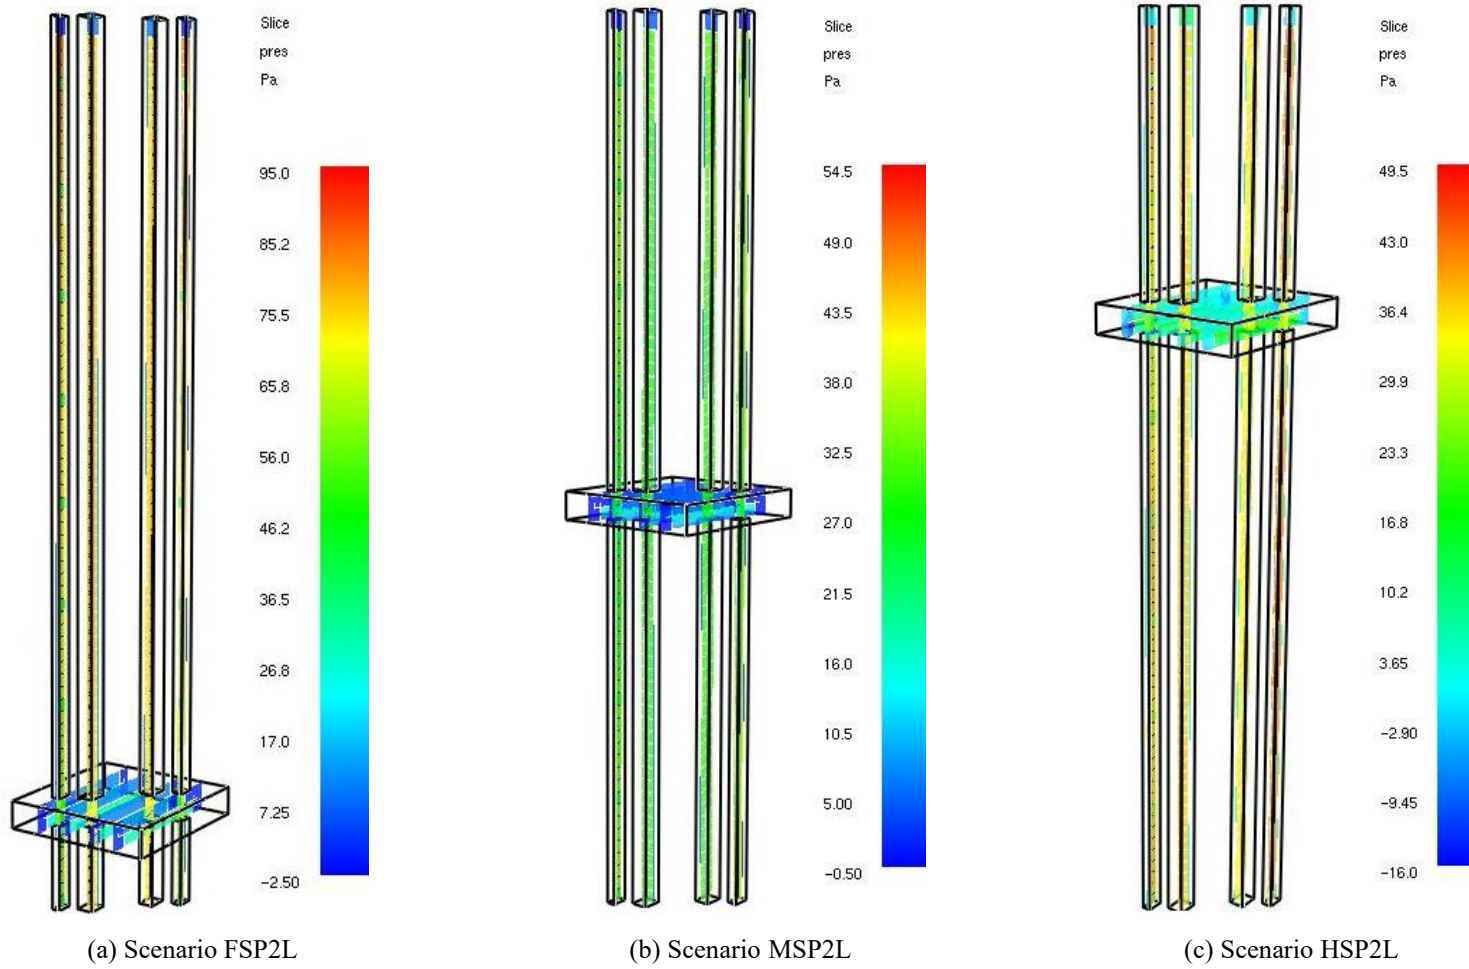 Slice
pres
Pa
95.0
85.2
75.5
65.8
56.0
46.2
36.5
26.8
17.0
7.25
−2.50
(a) Scenario FSP2L
Slice
pres
Pa
54.5
49.0
43.5
38.0
32.5
27.0
21.5
16.0
10.5
5.00
−0.50
(b) Scenario MSP2L
Slice
pres
Pa
49.5
43.0
36.4
29.9
23.3
16.8
10.2
3.65
−2.90
−9.45
−16.0
(c) Scenario HSP2L